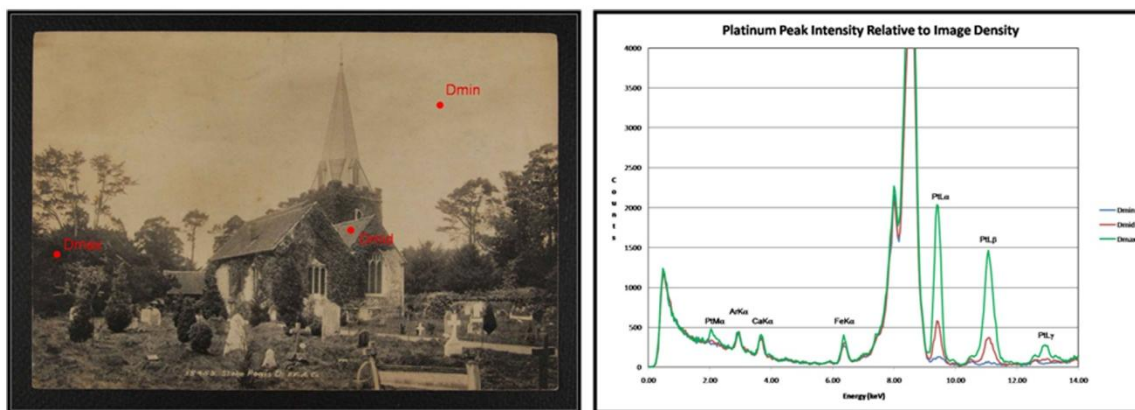 Dmin
Dmax
Dmid
Platinum Peak Intensity Relative to Image Density
Counts
4000
3500
3000
2500
2000
1500
1000
500
0
PtMα
ArKα
CaKα
FeKα
PtLα
PtLβ
PtLγ
Dmin
Dmid
Dmax
0.00 2.00 4.00 6.00 8.00 10.00 12.00 14.00
Energy (keV)